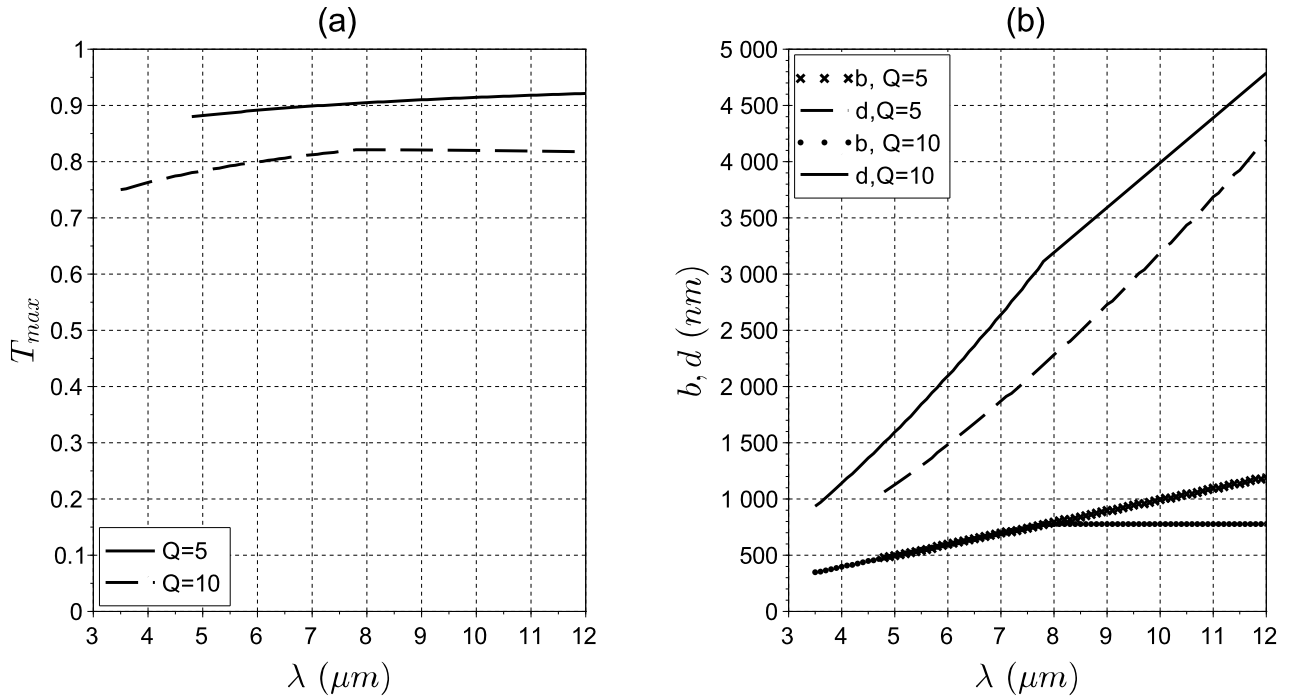 (a)
1
0.9
0.8
0.7
0.6
0.5
0.4
0.3
0.2
0.1
0
T_max
Q=5
Q=10
3 4 5 6 7 8 9 10 11 12
λ (μm)
(b)
5 000
4 500
4 000
3 500
3 000
2 500
2 000
1 500
1 000
500
0
b, d (nm)
b, Q=5
d,Q=5
b, Q=10
d,Q=10
3 4 5 6 7 8 9 10 11 12
λ (μm)